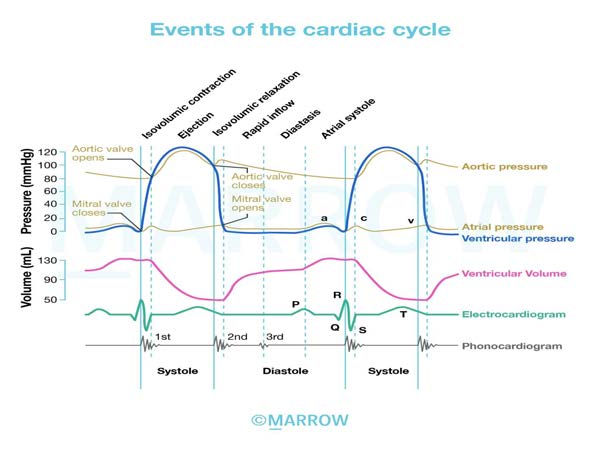 Events of the cardiac cycle
Isovolumic contraction
Ejection
Isovolumic relaxation
Rapid inflow
Diastasis
Atrial systole
Pressure (mmHg)
120
100
80
60
40
20
0
Aortic valve
opens
Mitral valve
closes
Aortic valve
closes
Mitral valve
opens
a
c
v
Aortic pressure
Atrial pressure
Ventricular pressure
Volume (mL)
130
90
50
Ventricular Volume
P
R
Q
S
T
Electrocardiogram
1st
2nd
3rd
Phonocardiogram
Systole
Diastole
Systole
MARROW
©MARROW